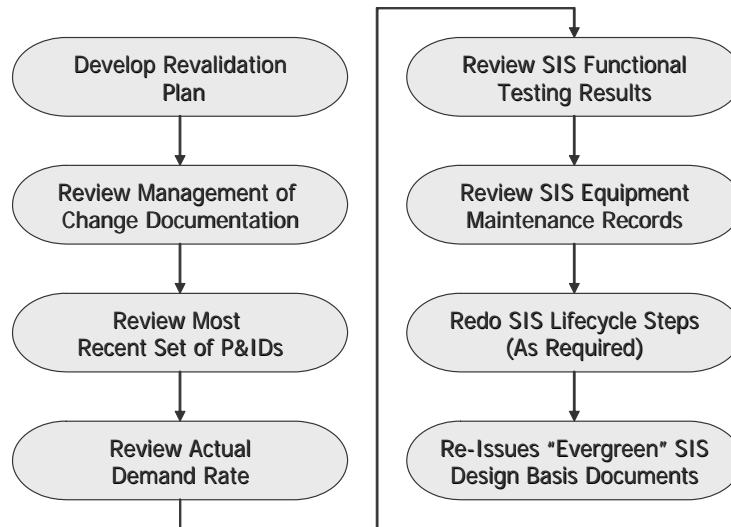 Develop Revalidation
Plan
Review Management of
Change Documentation
Review Most
Recent Set of P&IDs
Review Actual
Demand Rate
Review SIS Functional
Testing Results
Review SIS Equipment
Maintenance Records
Redo SIS Lifecycle Steps
(As Required)
Re-Issues “Evergreen” SIS
Design Basis Documents